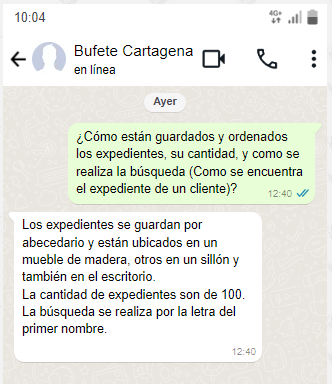 10:04
4G+
Bufete Cartagena
en línea
Ayer
¿Cómo están guardados y ordenados
los expedientes, su cantidad, y como se
realiza la búsqueda (Como se encuentra
el expediente de un cliente)?
12:40
Los expedientes se guardan por
abecedario y están ubicados en un
mueble de madera, otros en un sillón y
también en el escritorio.
La cantidad de expedientes son de 100.
La búsqueda se realiza por la letra del
primer nombre.
12:40